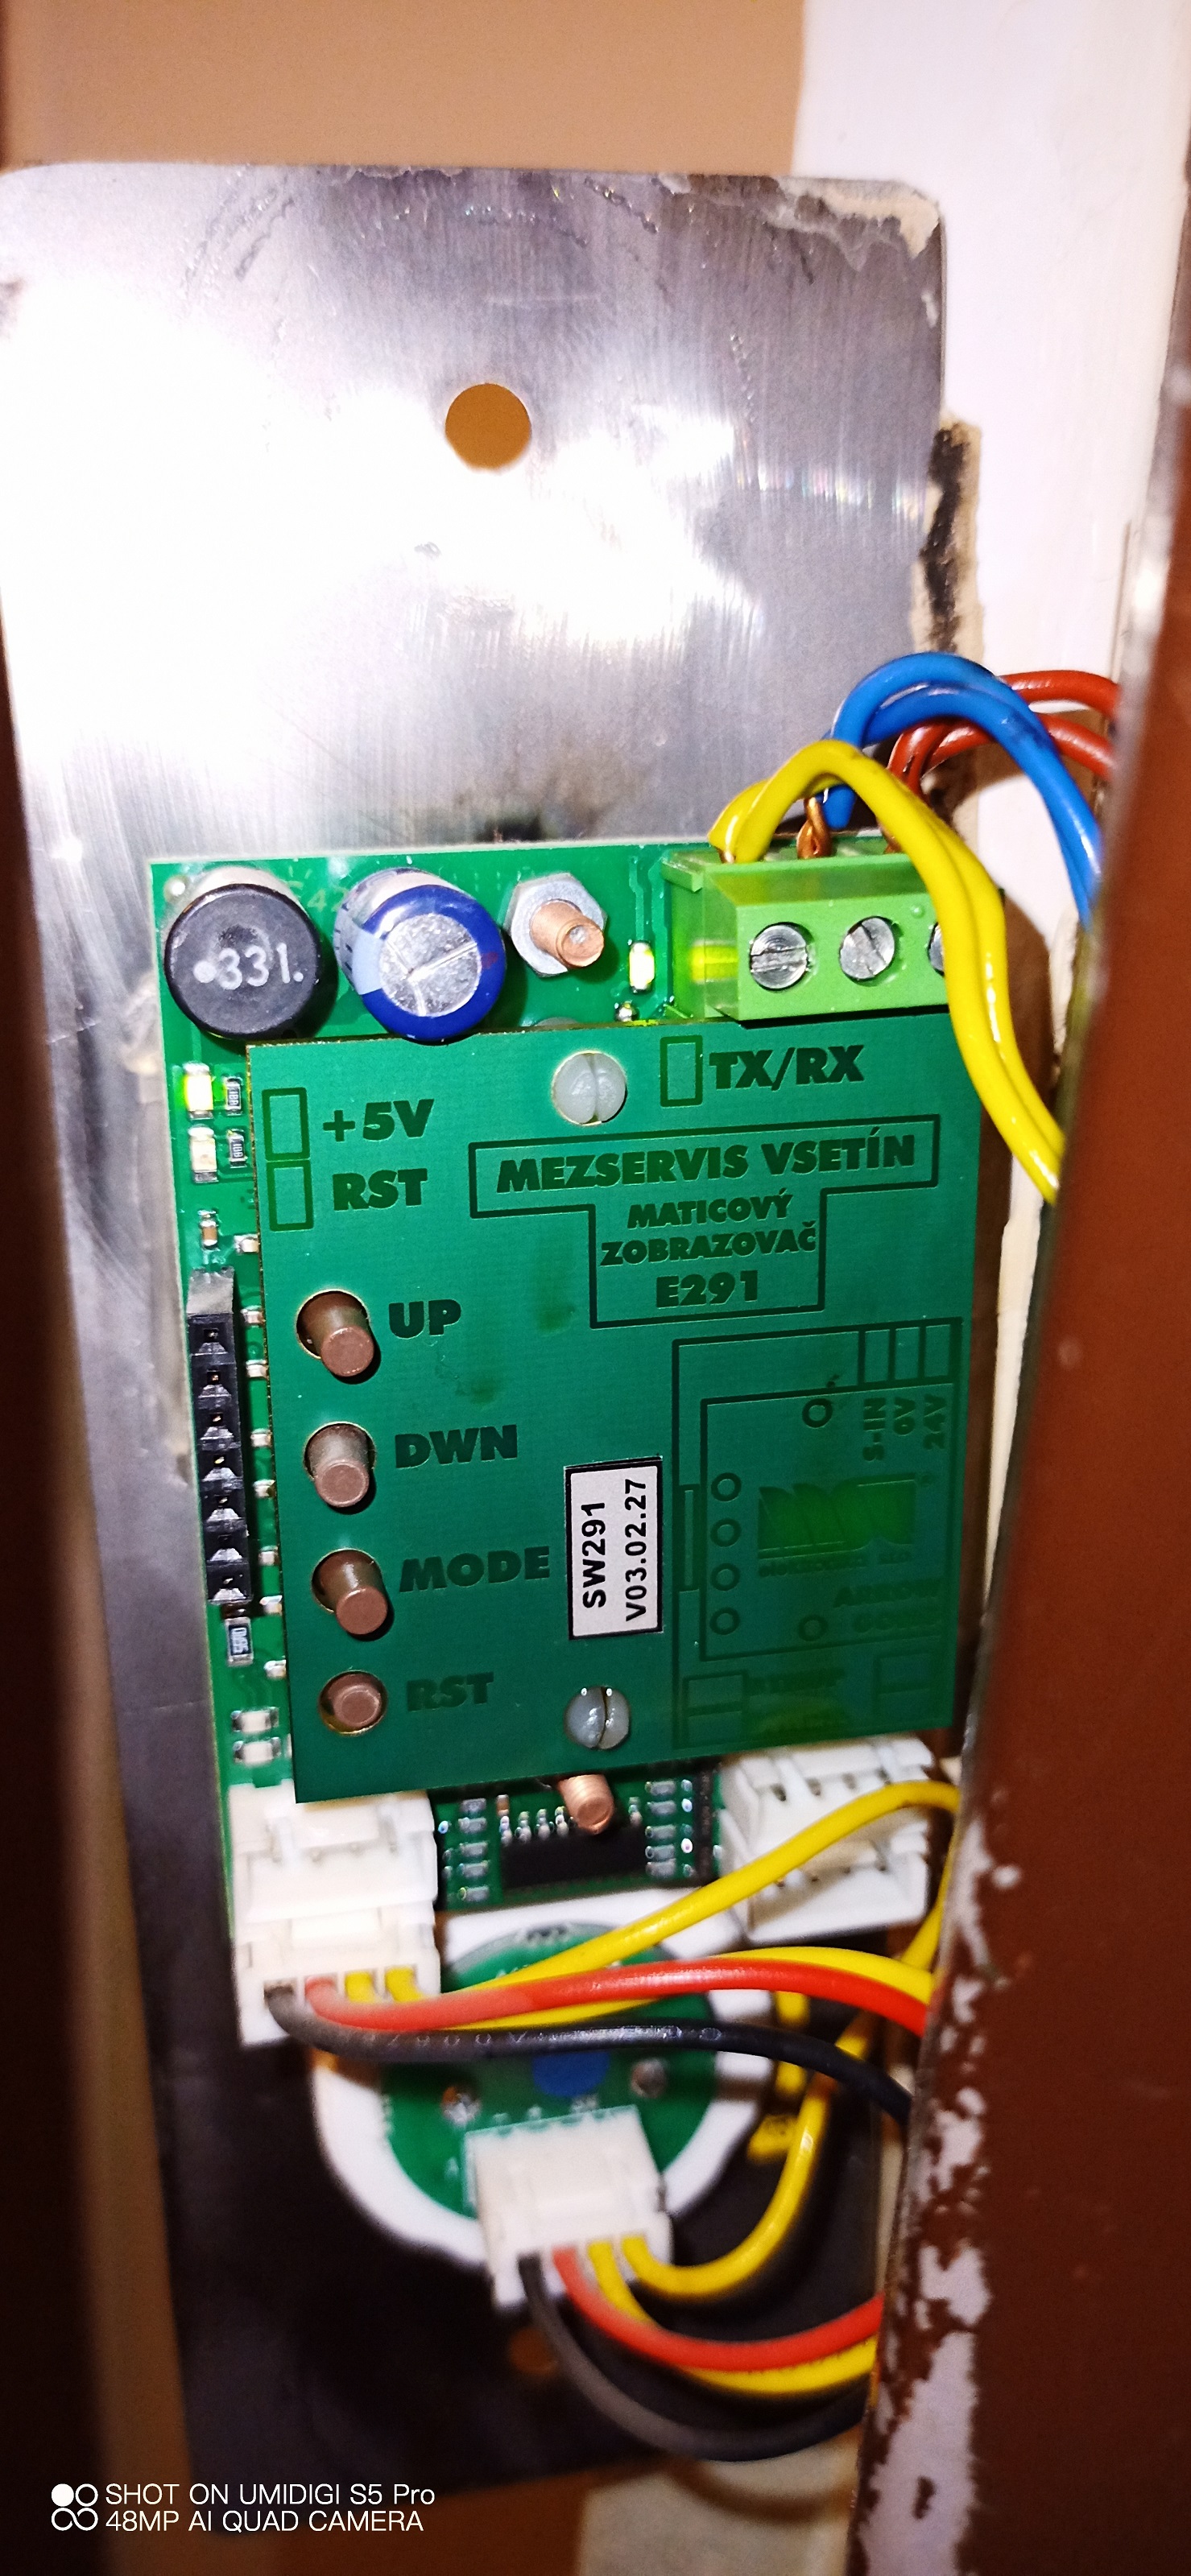 .331.
TX/RX
+5V
RST
MEZSERVIS VSETÍN
MATICOVÝ
ZOBRAZOVAČ
E291
UP
DWN
MODE
RST
S-IN
0V
24V
SW291
V03.02.27
SHOT ON UMIDIGI S5 Pro
48MP AI QUAD CAMERA